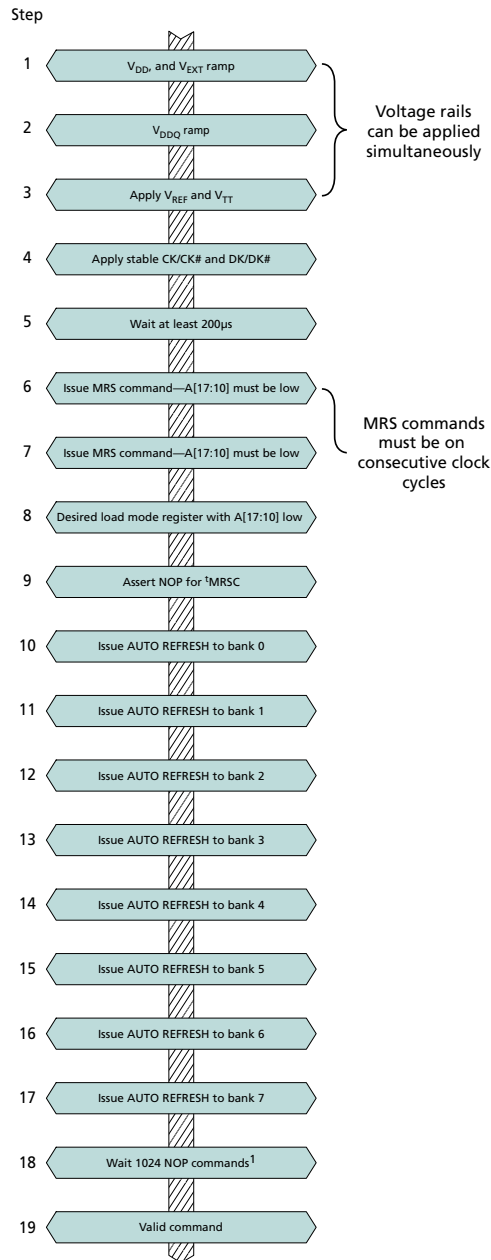 Step
1 V_DD, and V_EXT ramp
2 V_DDQ ramp
3 Apply V_REF and V_TT
Voltage rails
can be applied
simultaneously
4 Apply stable CK/CK# and DK/DK#
5 Wait at least 200µs
6 Issue MRS command—A[17:10] must be low
7 Issue MRS command—A[17:10] must be low
MRS commands
must be on
consecutive clock
cycles
8 Desired load mode register with A[17:10] low
9 Assert NOP for ᵗMRSC
10 Issue AUTO REFRESH to bank 0
11 Issue AUTO REFRESH to bank 1
12 Issue AUTO REFRESH to bank 2
13 Issue AUTO REFRESH to bank 3
14 Issue AUTO REFRESH to bank 4
15 Issue AUTO REFRESH to bank 5
16 Issue AUTO REFRESH to bank 6
17 Issue AUTO REFRESH to bank 7
18 Wait 1024 NOP commands¹
19 Valid command